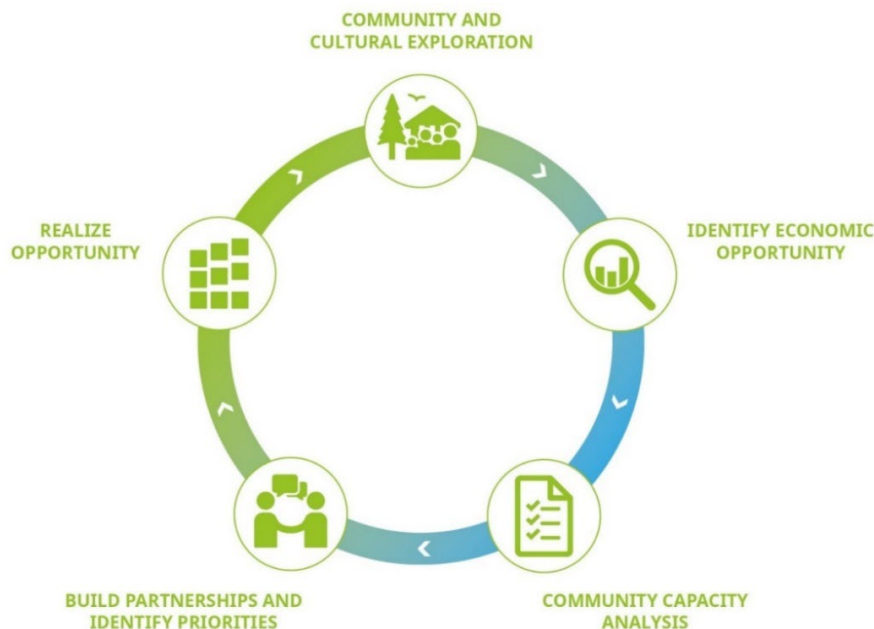 COMMUNITY AND
CULTURAL EXPLORATION
REALIZE
OPPORTUNITY
IDENTIFY ECONOMIC
OPPORTUNITY
BUILD PARTNERSHIPS AND
IDENTIFY PRIORITIES
COMMUNITY CAPACITY
ANALYSIS